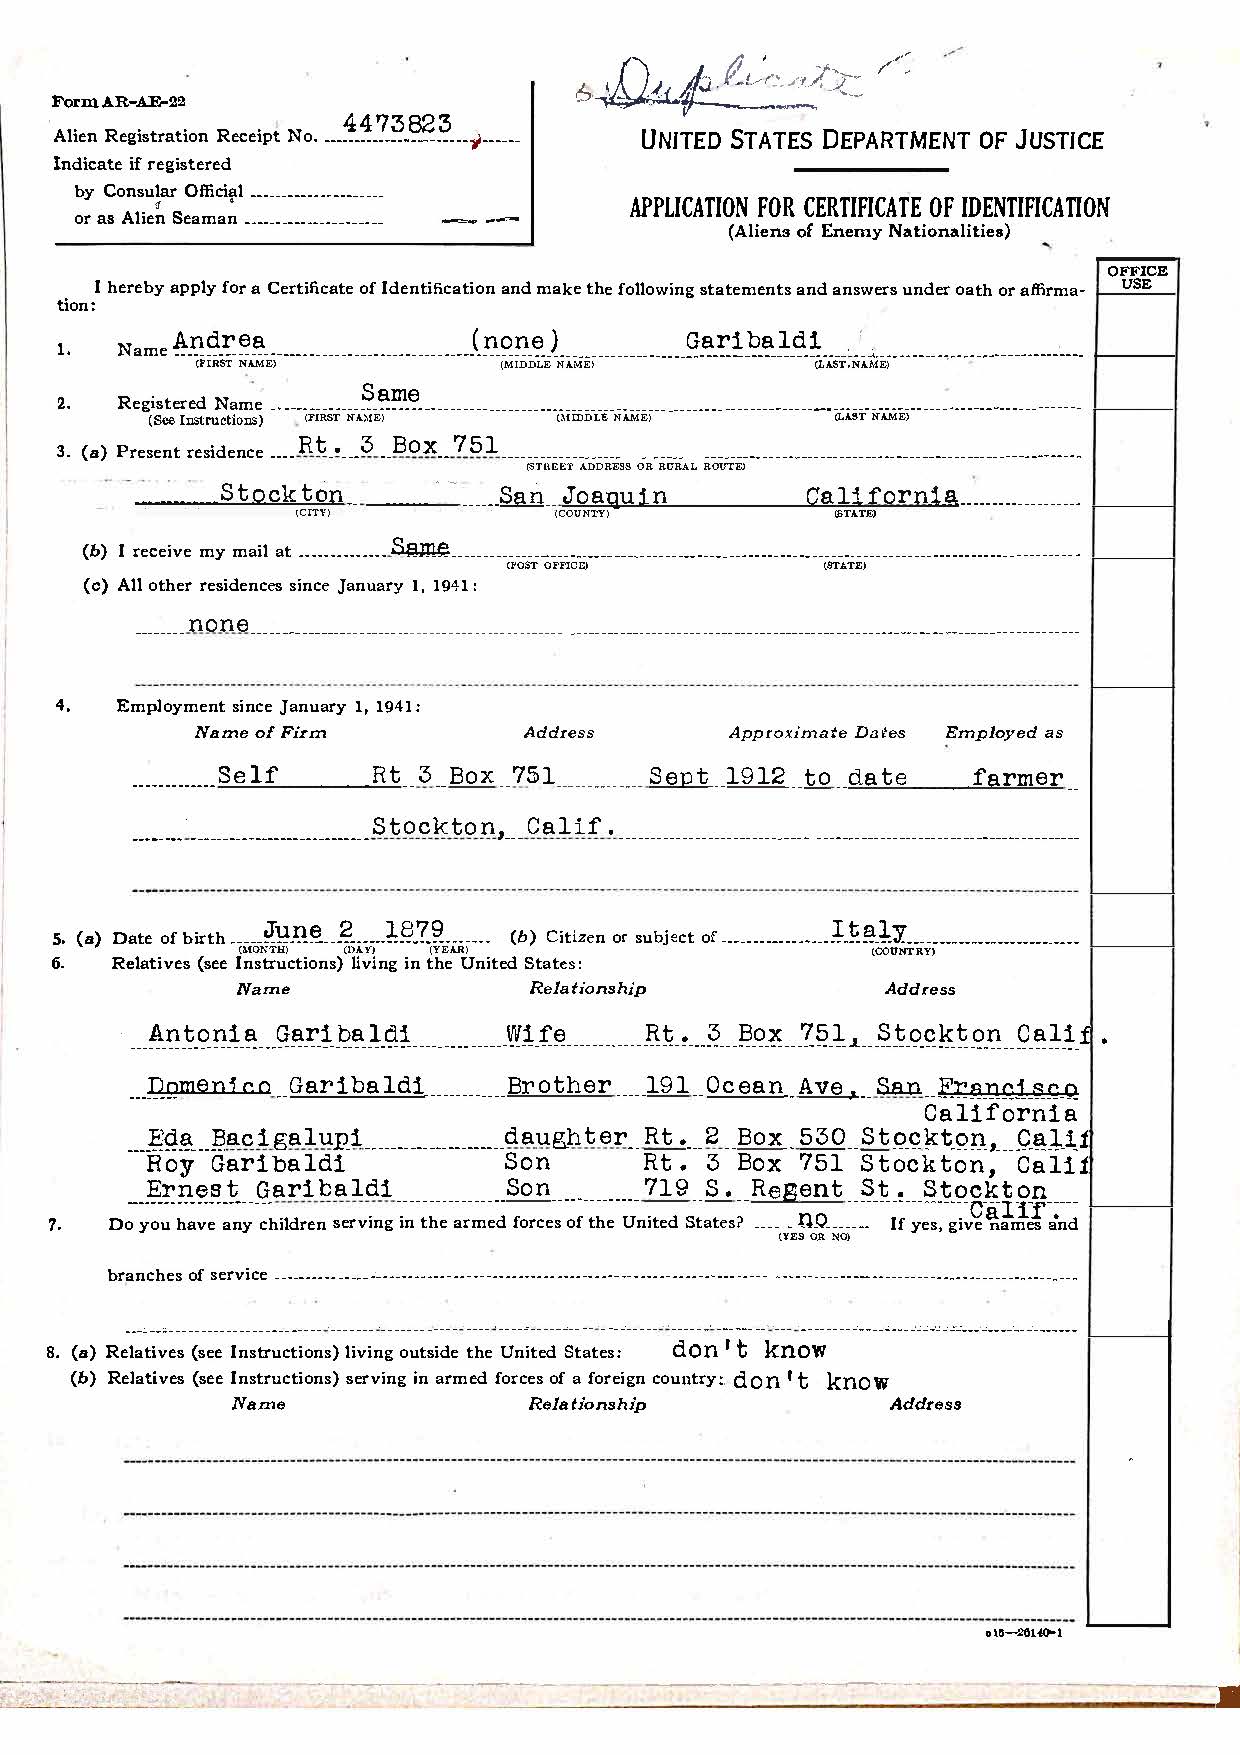 Duplicate
Form AR-AE-22
Alien Registration Receipt No. 4473823
Indicate if registered
by Consular Official
or as Alien Seaman
UNITED STATES DEPARTMENT OF JUSTICE
APPLICATION FOR CERTIFICATE OF IDENTIFICATION
(Aliens of Enemy Nationalities)
OFFICE
USE
I hereby apply for a Certificate of Identification and make the following statements and answers under oath or affirma-
tion:
1. Name Andrea (none) Garibaldi
(FIRST NAME) (MIDDLE NAME) (LAST NAME)
2. Registered Name Same
(See Instructions) (FIRST NAME) (MIDDLE NAME) (LAST NAME)
3. (a) Present residence Rt. 3 Box 751
(STREET ADDRESS OR RURAL ROUTE)
Stockton San Joaquin California
(CITY) (COUNTY) (STATE)
(b) I receive my mail at Same
(POST OFFICE) (STATE)
(c) All other residences since January 1, 1941:
none
4. Employment since January 1, 1941:
Name of Firm Address Approximate Dates Employed as
Self Rt 3 Box 751 Sept 1912 to date farmer
Stockton, Calif.
5. (a) Date of birth June 2 1879 (b) Citizen or subject of Italy
(MONTH) (DAY) (YEAR) (COUNTRY)
6. Relatives (see Instructions) living in the United States:
Name Relationship Address
Antonia Garibaldi Wife Rt. 3 Box 751, Stockton Calif.
Domenico Garibaldi Brother 191 Ocean Ave, San Francisco
California
Eda Bacigalupi daughter Rt. 2 Box 530 Stockton, Calif
Roy Garibaldi Son Rt. 3 Box 751 Stockton, Calif
Ernest Garibaldi Son 719 S. Regent St. Stockton
Calif.
7. Do you have any children serving in the armed forces of the United States? no If yes, give names and
(YES OR NO)
branches of service
8. (a) Relatives (see Instructions) living outside the United States: don't know
(b) Relatives (see Instructions) serving in armed forces of a foreign country: don't know
Name Relationship Address
16—26140-1